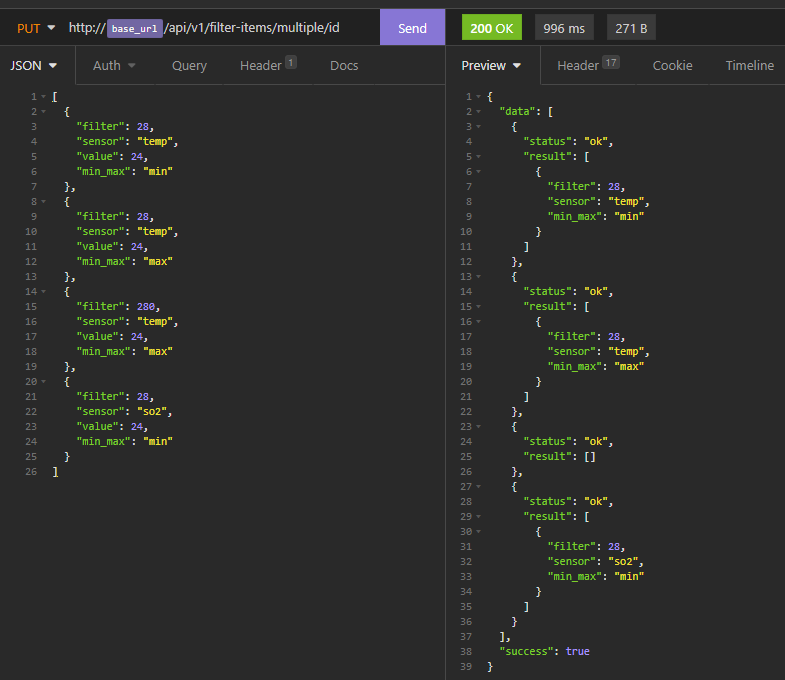 PUT http:// base_url /api/v1/filter-items/multiple/id Send 200 OK 996 ms 271 B
JSON Auth Query Header 1 Docs
Preview Header 17 Cookie Timeline
1 [
2 {
3 "filter": 28,
4 "sensor": "temp",
5 "value": 24,
6 "min_max": "min"
7 },
8 {
9 "filter": 28,
10 "sensor": "temp",
11 "value": 24,
12 "min_max": "max"
13 },
14 {
15 "filter": 280,
16 "sensor": "temp",
17 "value": 24,
18 "min_max": "max"
19 },
20 {
21 "filter": 28,
22 "sensor": "so2",
23 "value": 24,
24 "min_max": "min"
25 }
26 ]
1 {
2 "data": [
3 {
4 "status": "ok",
5 "result": [
6 {
7 "filter": 28,
8 "sensor": "temp",
9 "min_max": "min"
10 }
11 ]
12 },
13 {
14 "status": "ok",
15 "result": [
16 {
17 "filter": 28,
18 "sensor": "temp",
19 "min_max": "max"
20 }
21 ]
22 },
23 {
24 "status": "ok",
25 "result": []
26 },
27 {
28 "status": "ok",
29 "result": [
30 {
31 "filter": 28,
32 "sensor": "so2",
33 "min_max": "min"
34 }
35 ]
36 }
37 ],
38 "success": true
39 }